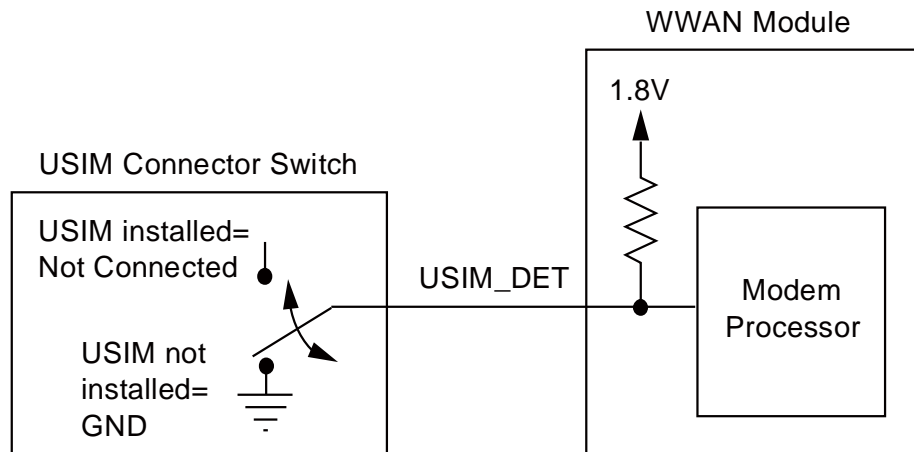 WWAN Module
1.8V
USIM Connector Switch
USIM installed=
Not Connected
USIM_DET
Modem
Processor
USIM not
installed=
GND